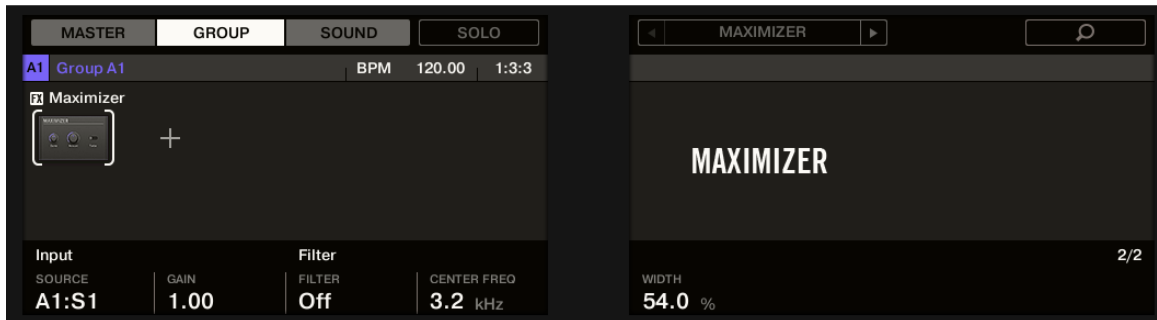 MASTER GROUP SOUND SOLO
A1 Group A1 BPM 120.00 1:3:3
FX Maximizer
MAXIMIZER
Input Filter
SOURCE GAIN FILTER CENTER FREQ
A1:S1 1.00 Off 3.2 kHz
MAXIMIZER
MAXIMIZER
2/2
WIDTH
54.0 %